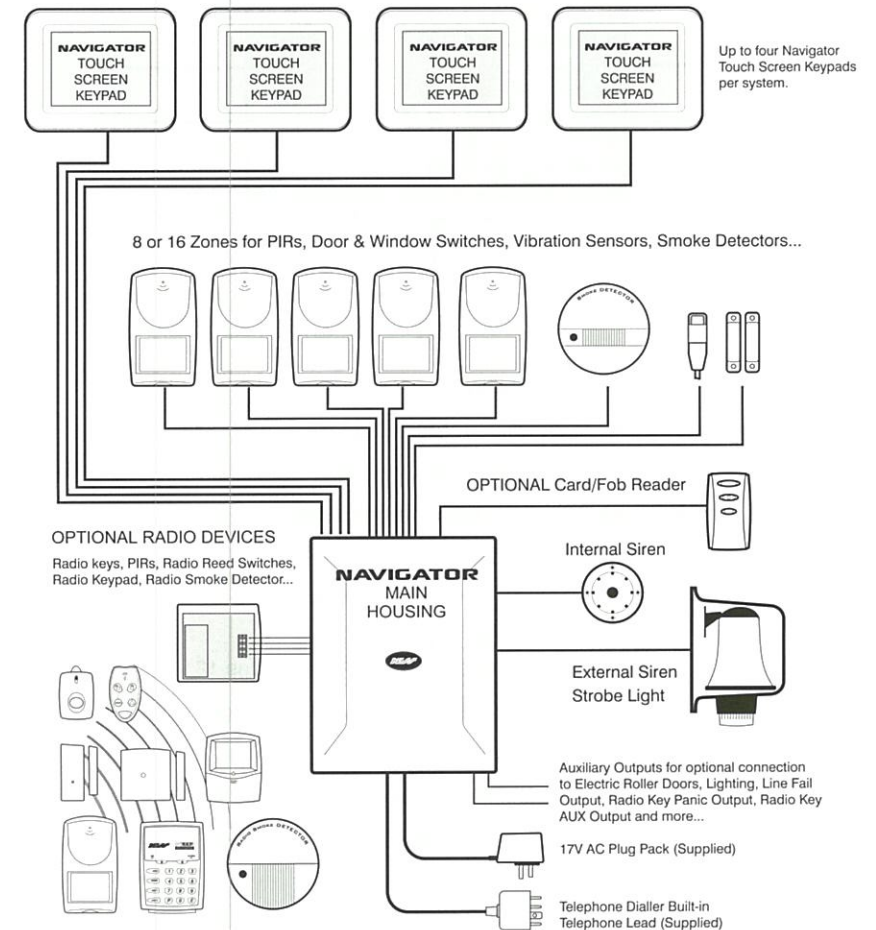 NAVIGATOR
TOUCH
SCREEN
KEYPAD
NAVIGATOR
TOUCH
SCREEN
KEYPAD
NAVIGATOR
TOUCH
SCREEN
KEYPAD
NAVIGATOR
TOUCH
SCREEN
KEYPAD
Up to four Navigator
Touch Screen Keypads
per system.
8 or 16 Zones for PIRs, Door & Window Switches, Vibration Sensors, Smoke Detectors...
SMOKE DETECTOR
OPTIONAL Card/Fob Reader
OPTIONAL RADIO DEVICES
Radio keys, PIRs, Radio Reed Switches,
Radio Keypad, Radio Smoke Detector...
Internal Siren
NAVIGATOR
MAIN
HOUSING
External Siren
Strobe Light
Auxiliary Outputs for optional connection
to Electric Roller Doors, Lighting, Line Fail
Output, Radio Key Panic Output, Radio Key
AUX Output and more...
RADIO SMOKE DETECTOR
17V AC Plug Pack (Supplied)
Telephone Dialler Built-in
Telephone Lead (Supplied)